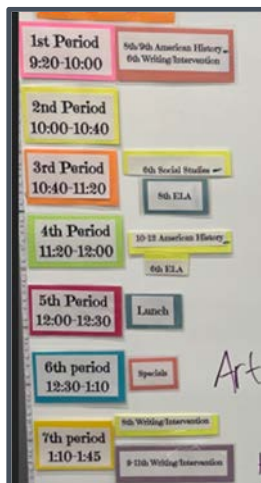 1st Period
9:20-10:00
8th/9th American History
6th Writing/Intervention
2nd Period
10:00-10:40
3rd Period
10:40-11:20
6th Social Studies
8th ELA
4th Period
11:20-12:00
10-12 American History
6th ELA
5th Period
12:00-12:30
Lunch
6th period
12:30-1:10
Specials
Art
7th period
1:10-1:45
8th Writing/Intervention
9-11th Writing/Intervention